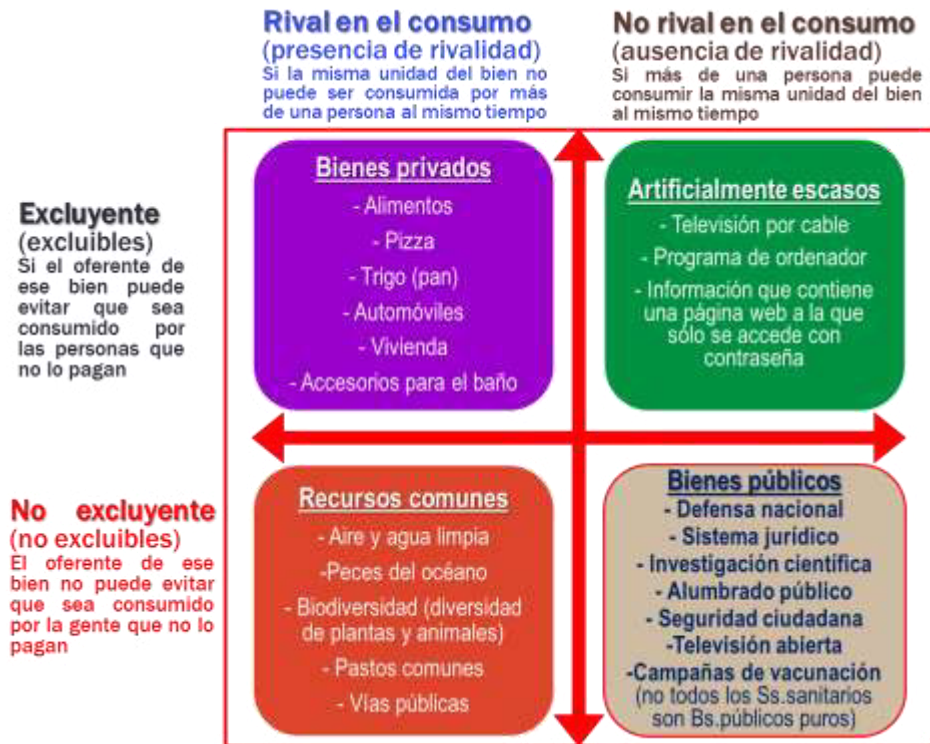 Rival en el consumo
(presencia de rivalidad)
Si la misma unidad del bien no
puede ser consumida por más
de una persona al mismo tiempo
No rival en el consumo
(ausencia de rivalidad)
Si más de una persona puede
consumir la misma unidad del bien
al mismo tiempo
Excluyente
(excluibles)
Si el oferente de
ese bien puede
evitar que sea
consumido por
las personas que
no lo pagan
Bienes privados
- Alimentos
- Pizza
- Trigo (pan)
- Automóviles
- Vivienda
- Accesorios para el baño
Artificialmente escasos
- Televisión por cable
- Programa de ordenador
- Información que contiene
una página web a la que
sólo se accede con
contraseña
No excluyente
(no excluibles)
El oferente de ese
bien no puede evitar
que sea consumido
por la gente que no lo
pagan
Recursos comunes
- Aire y agua limpia
-Peces del océano
- Biodiversidad (diversidad
de plantas y animales)
- Pastos comunes
- Vías públicas
Bienes públicos
- Defensa nacional
- Sistema jurídico
- Investigación científica
- Alumbrado público
- Seguridad ciudadana
-Televisión abierta
-Campañas de vacunación
(no todos los Ss.sanitarios
son Bs.públicos puros)